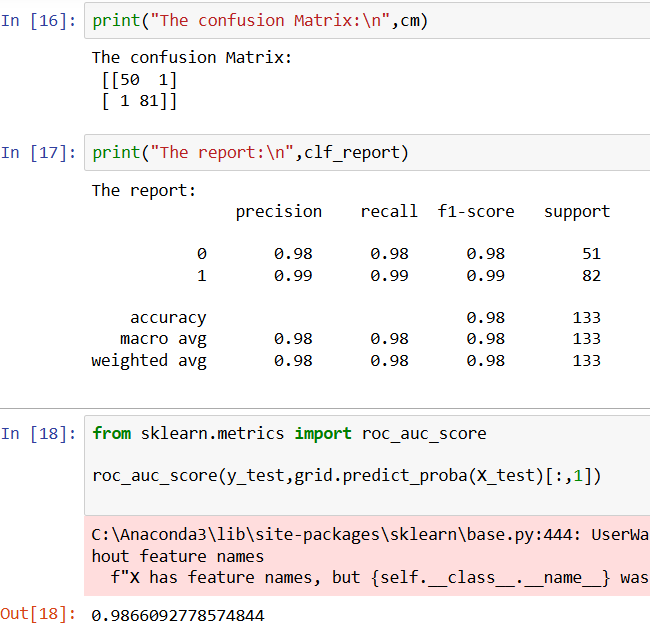 In [16]: print("The confusion Matrix:\n",cm)
The confusion Matrix:
[[50 1]
[ 1 81]]
In [17]: print("The report:\n",clf_report)
The report:
precision recall f1-score support
0 0.98 0.98 0.98 51
1 0.99 0.99 0.99 82
accuracy 0.98 133
macro avg 0.98 0.98 0.98 133
weighted avg 0.98 0.98 0.98 133
In [18]: from sklearn.metrics import roc_auc_score
roc_auc_score(y_test,grid.predict_proba(X_test)[:,1])
C:\Anaconda3\lib\site-packages\sklearn\base.py:444: UserWa
hout feature names
f"X has feature names, but {self.__class__.__name__} was
Out[18]: 0.9866092778574844